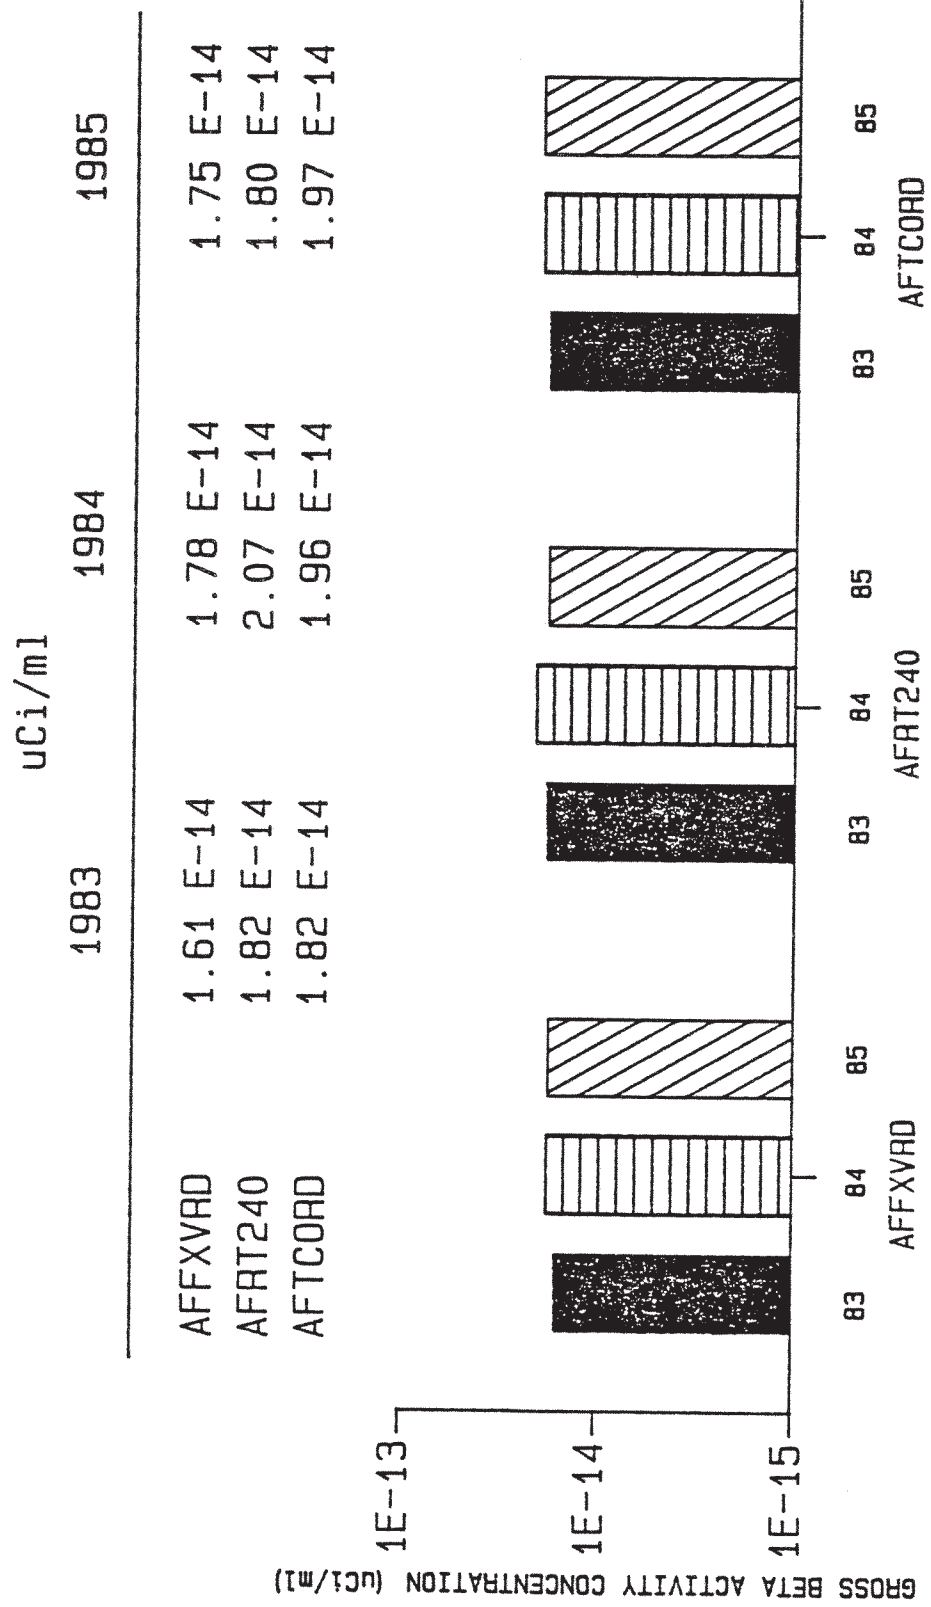 uCi/ml
1983 1984 1985
AFFXVRD 1.61 E-14 1.78 E-14 1.75 E-14
AFRT240 1.82 E-14 2.07 E-14 1.80 E-14
AFTCORD 1.82 E-14 1.96 E-14 1.97 E-14
GROSS BETA ACTIVITY CONCENTRATION (uCi/ml)
1E-13
1E-14
1E-15
83 84 85 83 84 85 83 84 85
AFFXVRD AFRT240 AFTCORD